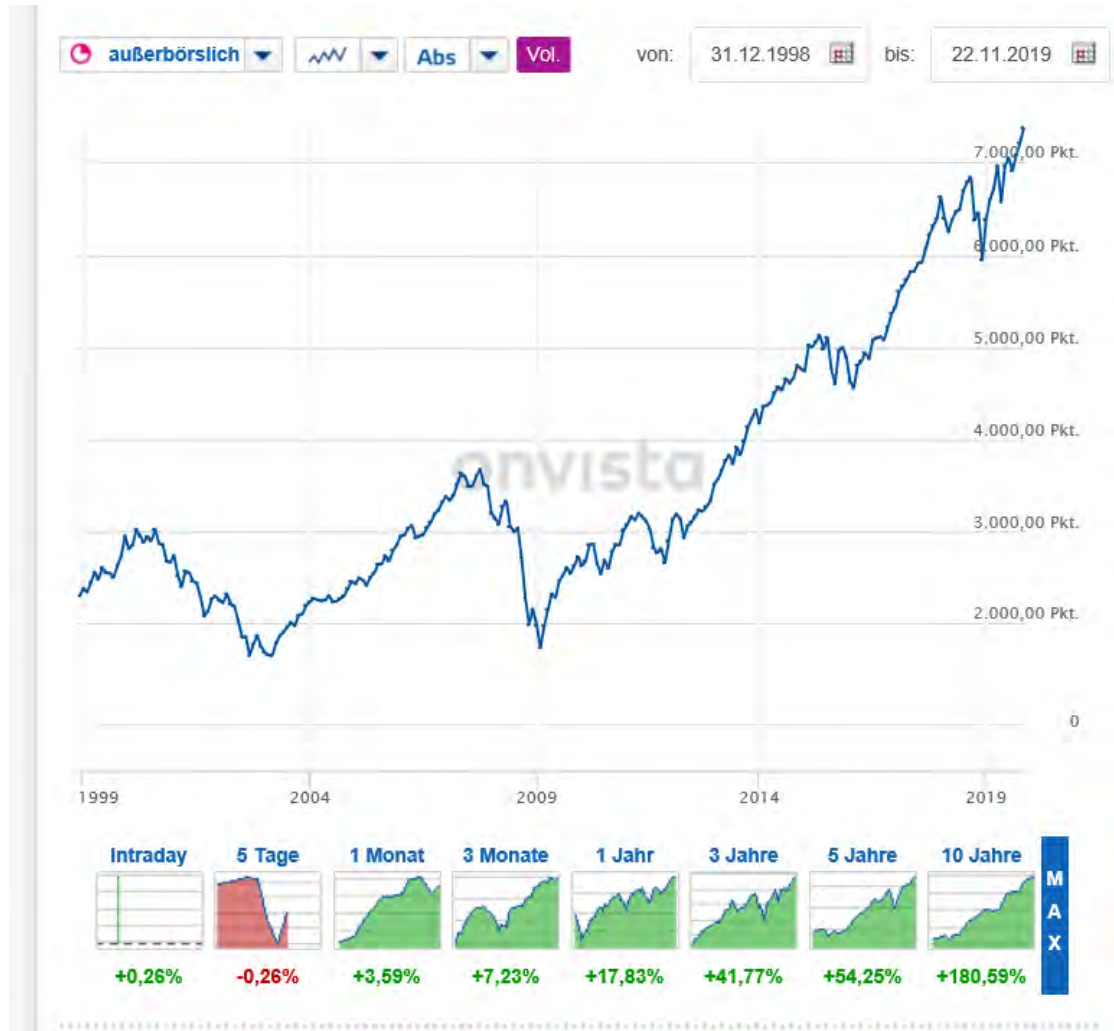 außerbörslich Abs Vol. von: 31.12.1998 bis: 22.11.2019
7.000,00 Pkt.
6.000,00 Pkt.
5.000,00 Pkt.
4.000,00 Pkt.
onvista
3.000,00 Pkt.
2.000,00 Pkt.
0
1999 2004 2009 2014 2019
Intraday 5 Tage 1 Monat 3 Monate 1 Jahr 3 Jahre 5 Jahre 10 Jahre
MAX
+0,26% -0,26% +3,59% +7,23% +17,83% +41,77% +54,25% +180,59%